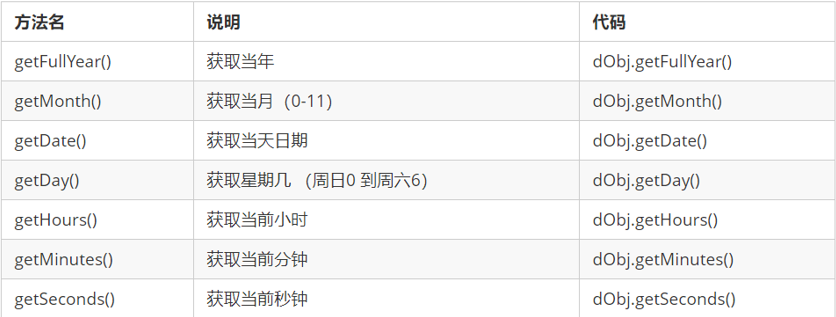 方法名 说明 代码
getFullYear() 获取当年 dObj.getFullYear()
getMonth() 获取当月（0-11） dObj.getMonth()
getDate() 获取当天日期 dObj.getDate()
getDay() 获取星期几 （周日0 到周六6） dObj.getDay()
getHours() 获取当前小时 dObj.getHours()
getMinutes() 获取当前分钟 dObj.getMinutes()
getSeconds() 获取当前秒钟 dObj.getSeconds()